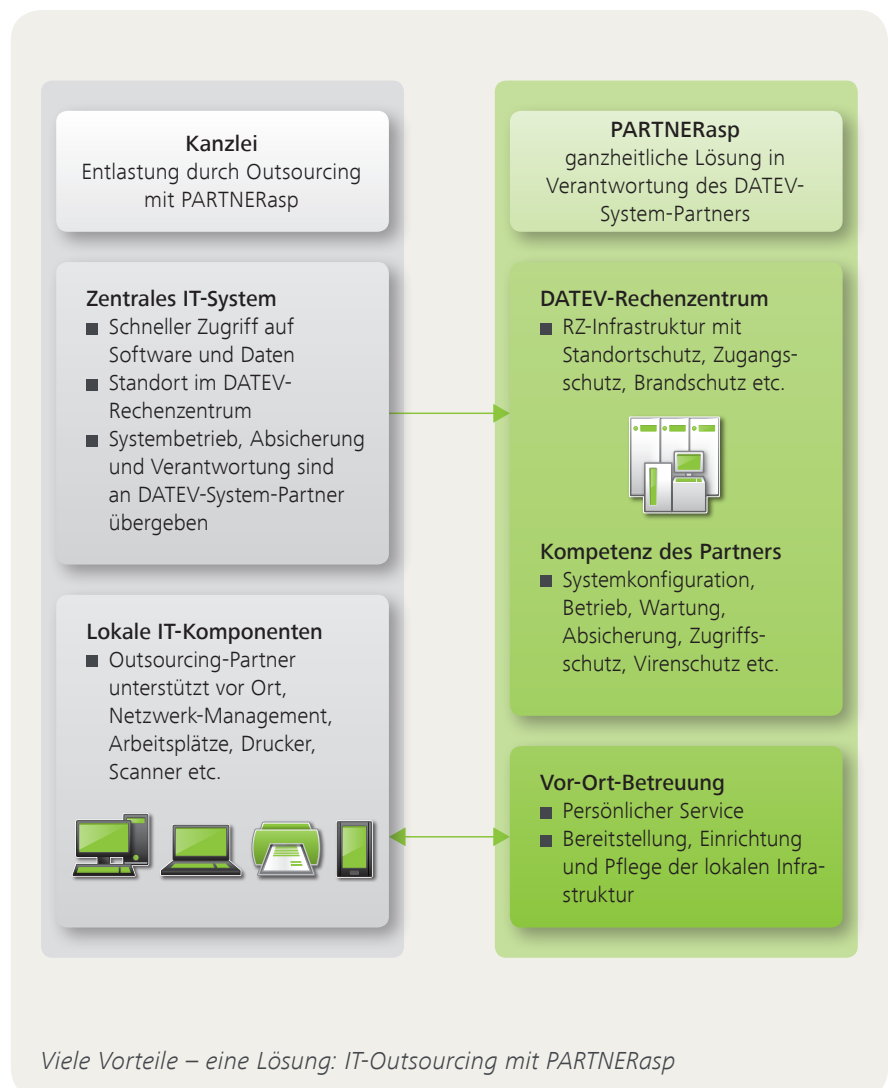 Kanzlei
Entlastung durch Outsourcing
mit PARTNERasp
Zentrales IT-System
■ Schneller Zugriff auf
Software und Daten
■ Standort im DATEV-
Rechenzentrum
■ Systembetrieb, Absicherung
und Verantwortung sind
an DATEV-System-Partner
übergeben
Lokale IT-Komponenten
■ Outsourcing-Partner
unterstützt vor Ort,
Netzwerk-Management,
Arbeitsplätze, Drucker,
Scanner etc.
PARTNERasp
ganzheitliche Lösung in
Verantwortung des DATEV-
System-Partners
DATEV-Rechenzentrum
■ RZ-Infrastruktur mit
Standortschutz, Zugangs-
schutz, Brandschutz etc.
Kompetenz des Partners
■ Systemkonfiguration,
Betrieb, Wartung,
Absicherung, Zugriffs-
schutz, Virenschutz etc.
Vor-Ort-Betreuung
■ Persönlicher Service
■ Bereitstellung, Einrichtung
und Pflege der lokalen Infra-
struktur
Viele Vorteile – eine Lösung: IT-Outsourcing mit PARTNERasp